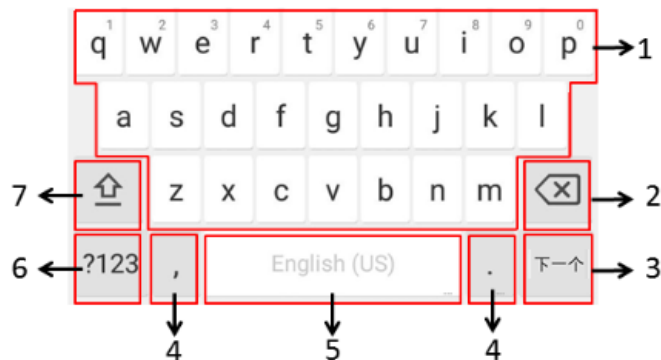 1 2 3 4 5 6 7 8 9 0
q w e r t y u i o p 1
a s d f g h j k l
7 z x c v b n m 2
6 ?123 , English (US) . 下一个 3
4 5 4